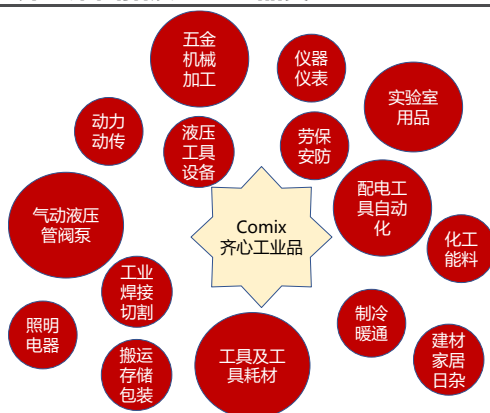 五金
机械
加工
仪器
仪表
实验室
用品
动力
动传
液压
工具
设备
劳保
安防
配电工
具自动
化
气动液压
管阀泵
Comix
齐心工业品
化工
能料
工业
焊接
切割
照明
电器
制冷
暖通
搬运
存储
包装
工具及工
具耗材
建材
家居
日杂